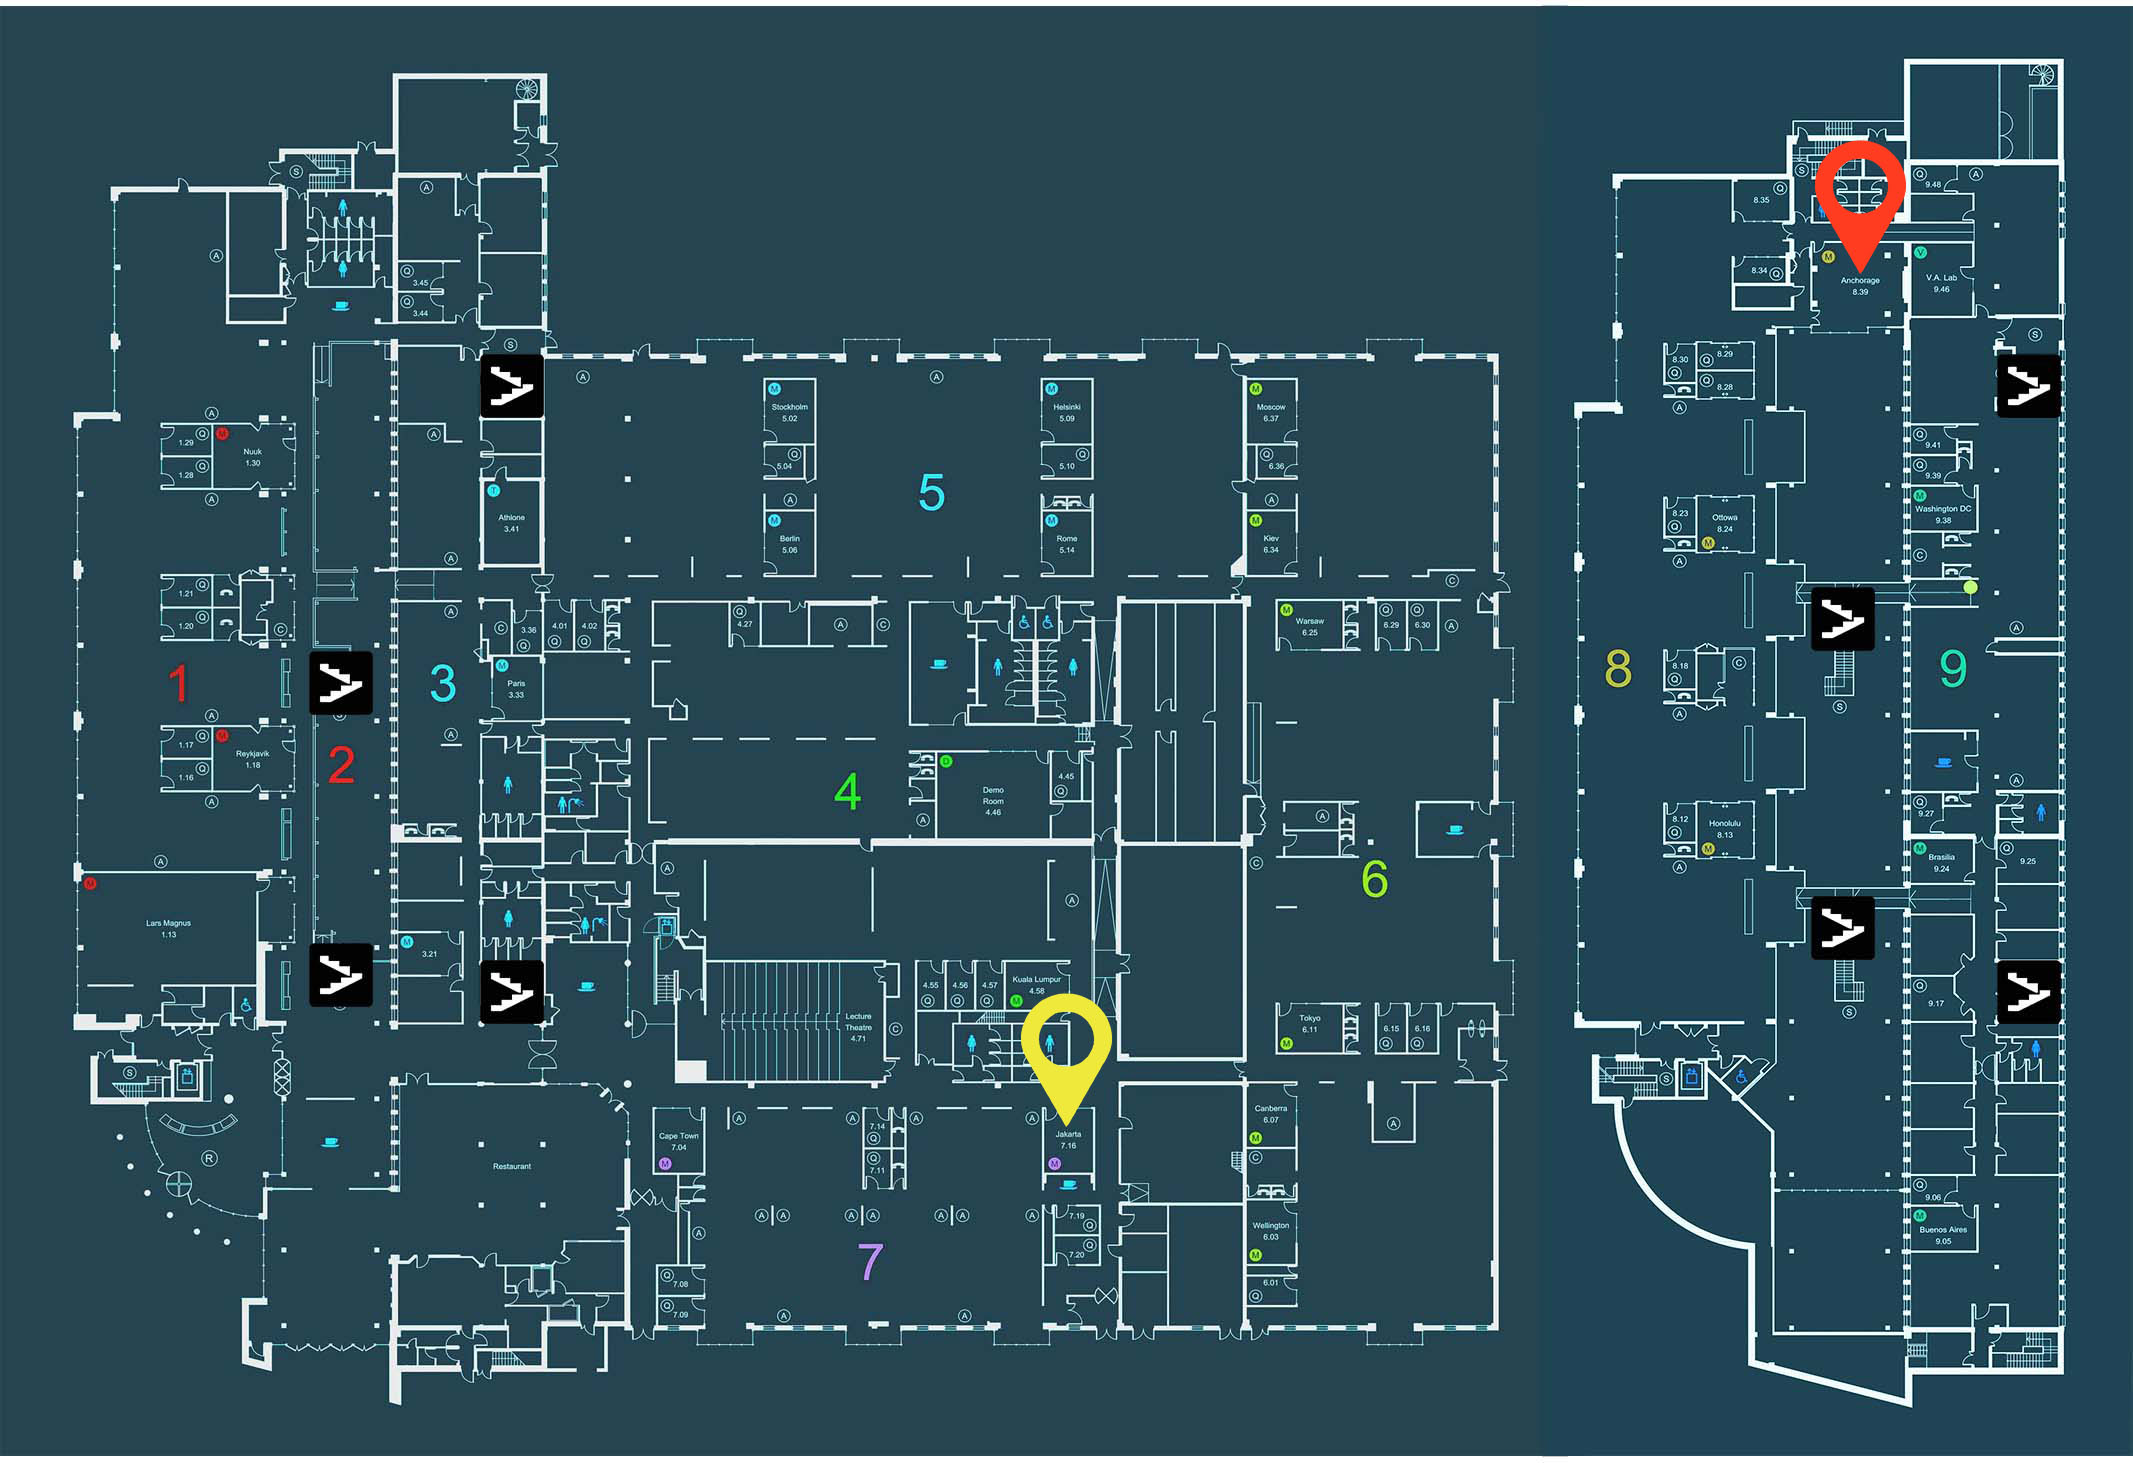 S
A
A
Q
3.45
Q
3.44
S
A
A
A
1.29
Q
M
Nuuk
1.30
1.28
Q
A
A
T
Athlone
3.41
A
M
Stockholm
5.02
Q
5.04
A
M
Berlin
5.06
5
M
Helsinki
5.09
Q
5.10
M
Rome
5.14
M
Moscow
6.37
Q
6.36
A
M
Kiev
6.34
C
1.21
Q
1.20
Q
C
1
A
1.17
Q
M
Reykjavik
1.18
1.16
Q
A
A
M
Lars Magnus
1.13
2
A
3
A
C
3.36
Q
4.01
Q
4.02
Q
M
Paris
3.33
M
3.21
Q
4.27
A
C
4
D
Demo
Room
4.46
4.45
Q
A
A
A
M
Warsaw
6.25
Q
6.29
Q
6.30
A
A
C
6
Lecture
Theatre
4.71
C
4.55
Q
4.56
Q
4.57
Q
Kuala Lumpur
4.58
M
Tokyo
6.11
M
6.15
Q
6.16
Q
S
R
Restaurant
Cape Town
7.04
M
A
A
7.14
Q
Q
7.11
A
A
Jakarta
7.16
M
A
A
A
A
A
A
A
A
7.19
Q
7.20
Q
7
Q
7.08
Q
7.09
A
A
Canberra
6.07
M
C
Wellington
6.03
M
6.01
Q
A
S
Q
8.35
Q
9.48
A
8.34
Q
M
Anchorage
8.39
V
V.A. Lab
9.46
S
8.30
Q
Q
8.29
Q
8.28
A
Q
9.41
Q
9.39
M
Washington DC
9.38
C
8.23
Q
Ottowa
8.24
M
A
A
8
8.18
Q
C
A
S
9
A
8.12
Q
Honolulu
8.13
M
A
Q
9.27
M
Brasilia
9.24
Q
9.25
Q
9.17
S
S
Q
9.06
M
Buenos Aires
9.05